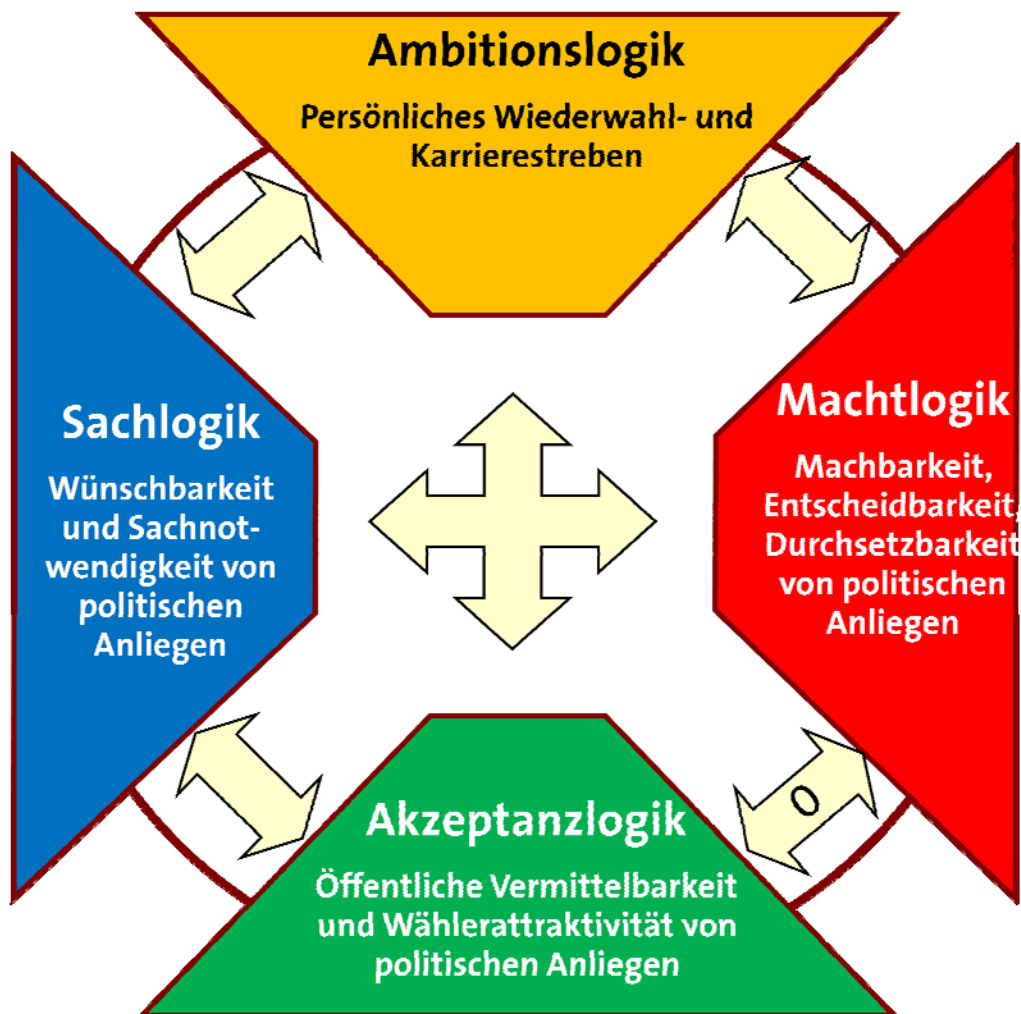 Ambitionslogik
Persönliches Wiederwahl- und
Karrierestreben
Sachlogik
Wünschbarkeit
und Sachnot-
wendigkeit von
politischen
Anliegen
Machtlogik
Machbarkeit,
Entscheidbarkeit,
Durchsetzbarkeit
von politischen
Anliegen
0
Akzeptanzlogik
Öffentliche Vermittelbarkeit
und Wählerattraktivität von
politischen Anliegen